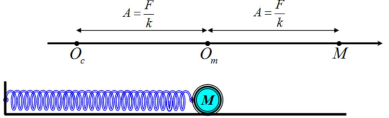 A = F/k A = F/k
O_c O_m M
M